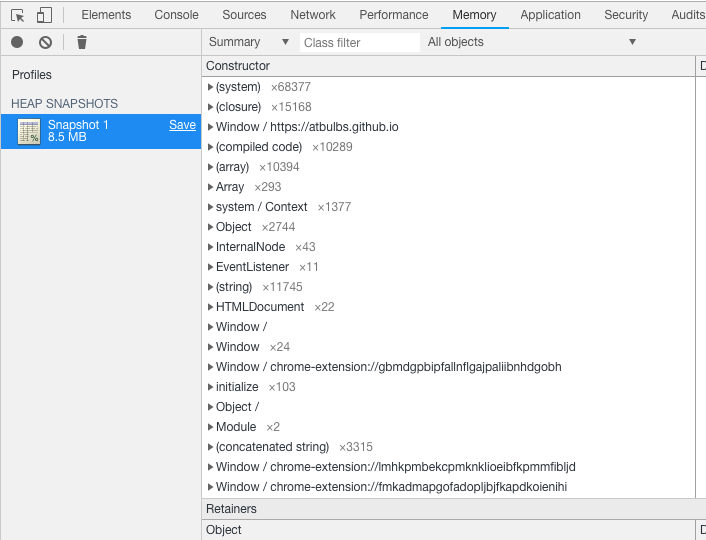 Elements Console Sources Network Performance Memory Application Security Audits
Summary Class filter All objects
Profiles
HEAP SNAPSHOTS
Snapshot 1 Save
8.5 MB
Constructor D
(system) ×68377
(closure) ×15168
Window / https://atbulbs.github.io
(compiled code) ×10289
(array) ×10394
Array ×293
system / Context ×1377
Object ×2744
InternalNode ×43
EventListener ×11
(string) ×11745
HTMLDocument ×22
Window /
Window ×24
Window / chrome-extension://gbmdgpbipfallnflgajpaliibnhdgobh
initialize ×103
Object /
Module ×2
(concatenated string) ×3315
Window / chrome-extension://lmhkpmbekcpmknklioeibfkpmmfibljd
Window / chrome-extension://fmkadmapgofadopljbjfkapdkoienihi
Retainers
Object D